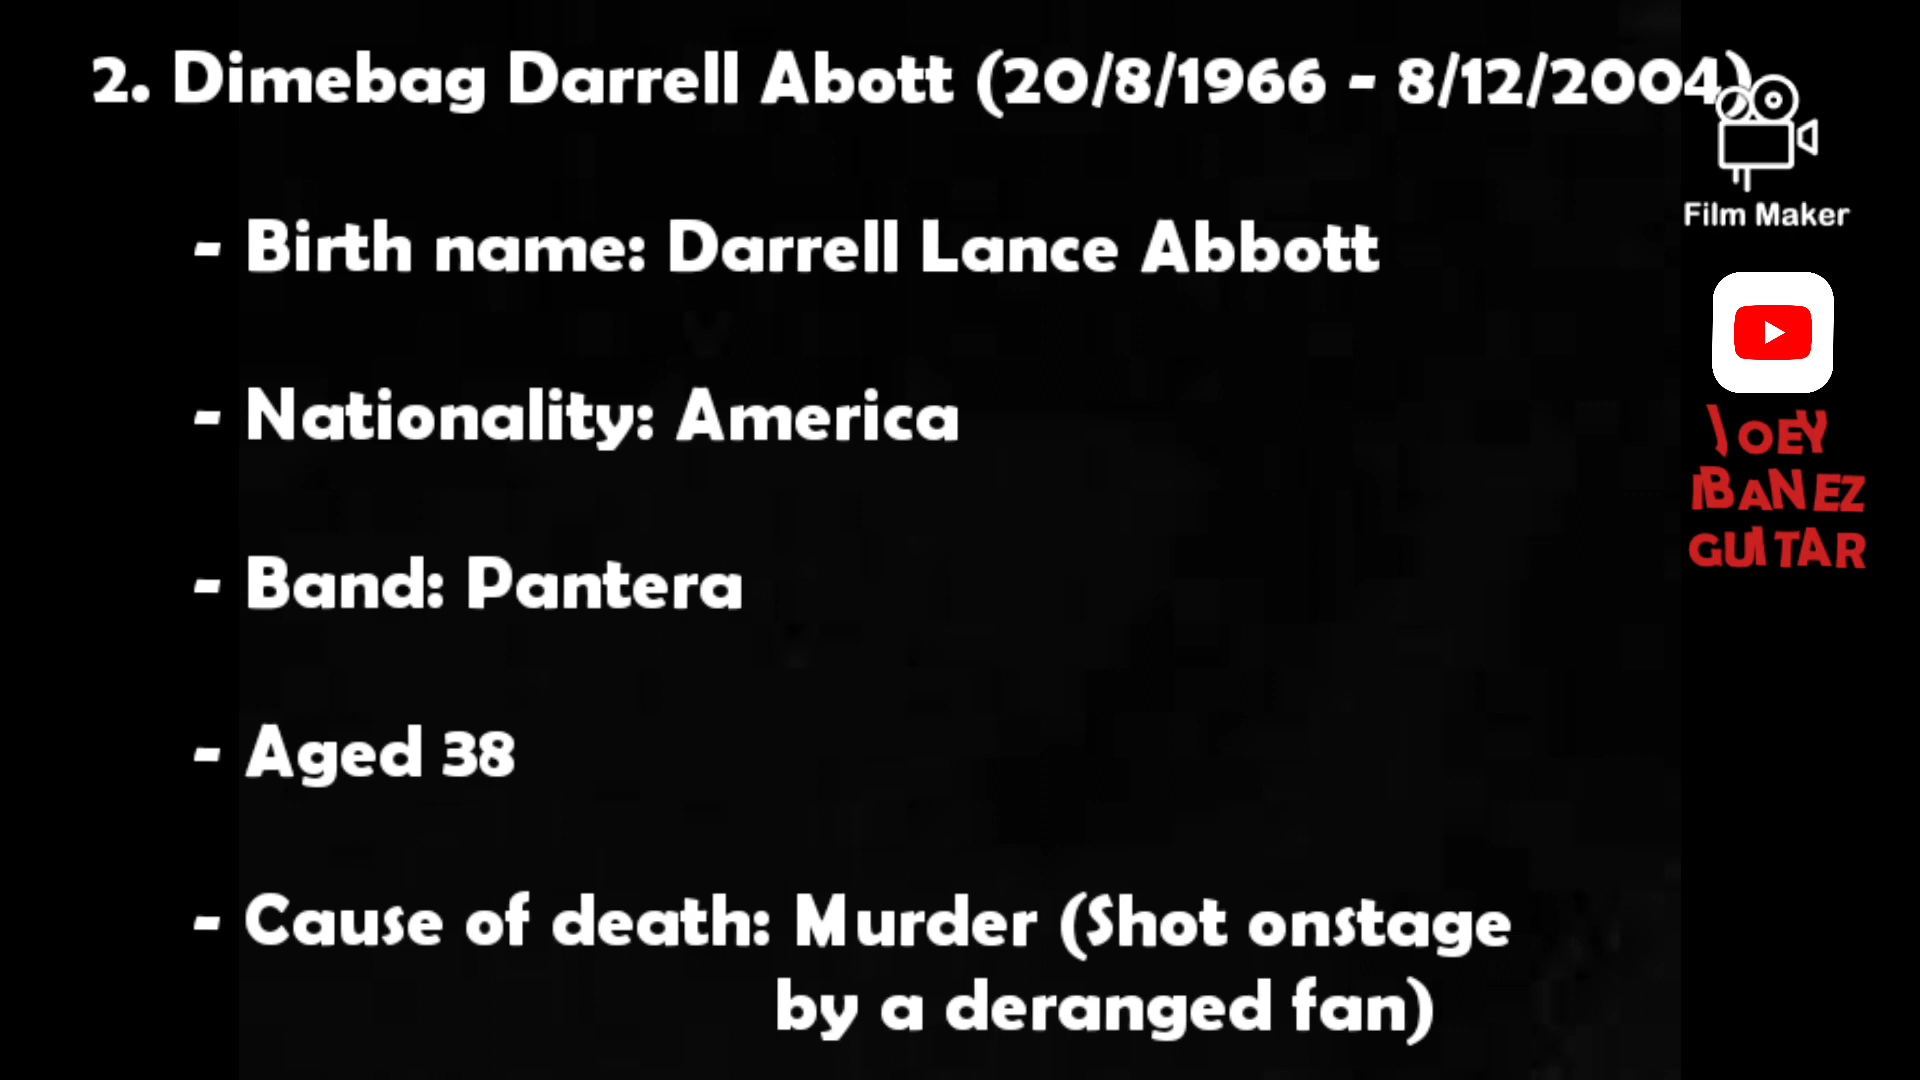 2. Dimebag Darrell Abott (20/8/1966 - 8/12/2004)
Film Maker
- Birth name: Darrell Lance Abbott
- Nationality: America
JOEY
IBANEZ
GUITAR
- Band: Pantera
- Aged 38
- Cause of death: Murder (Shot onstage
by a deranged fan)